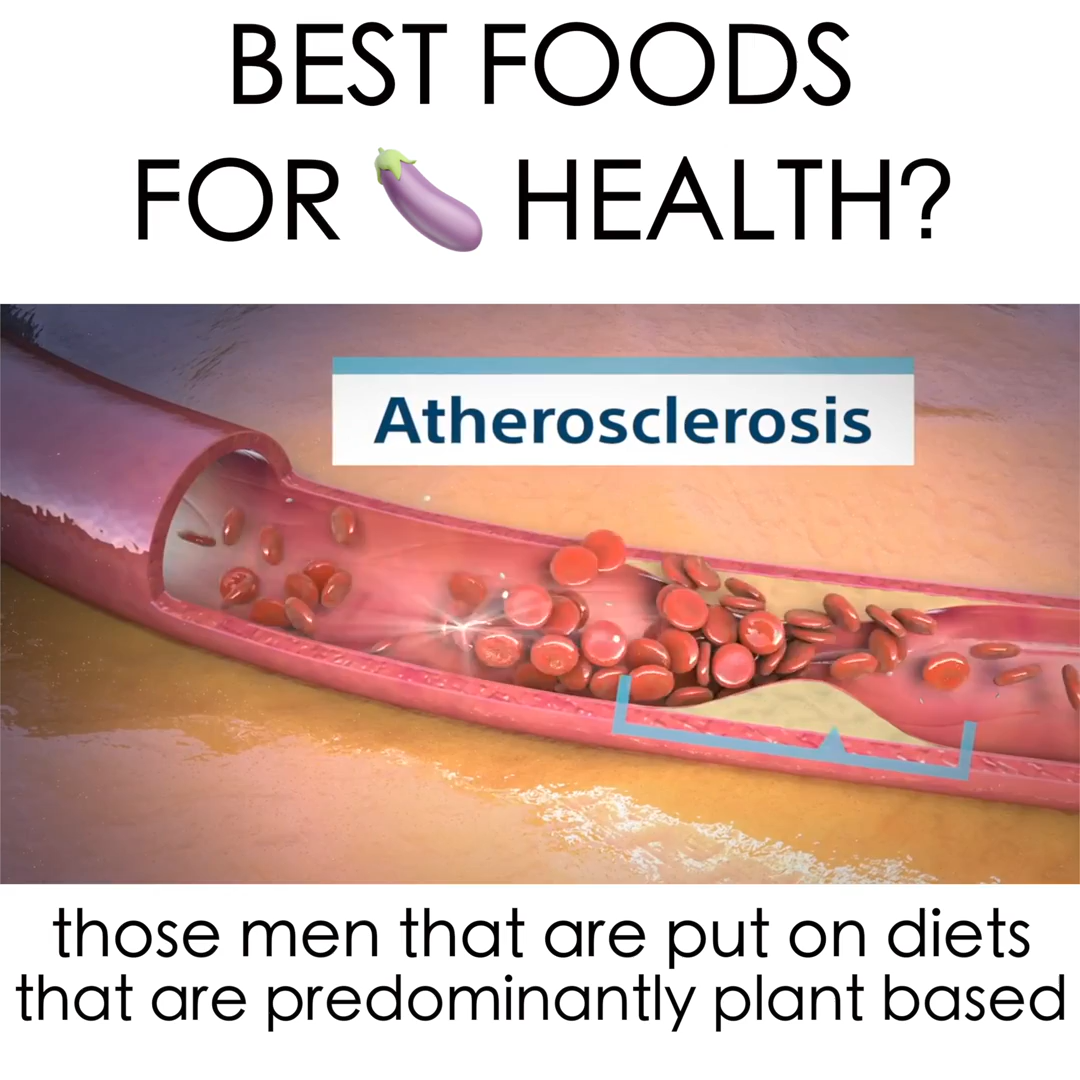 BEST FOODS
FOR 🍆 HEALTH?
Atherosclerosis
those men that are put on diets
that are predominantly plant based